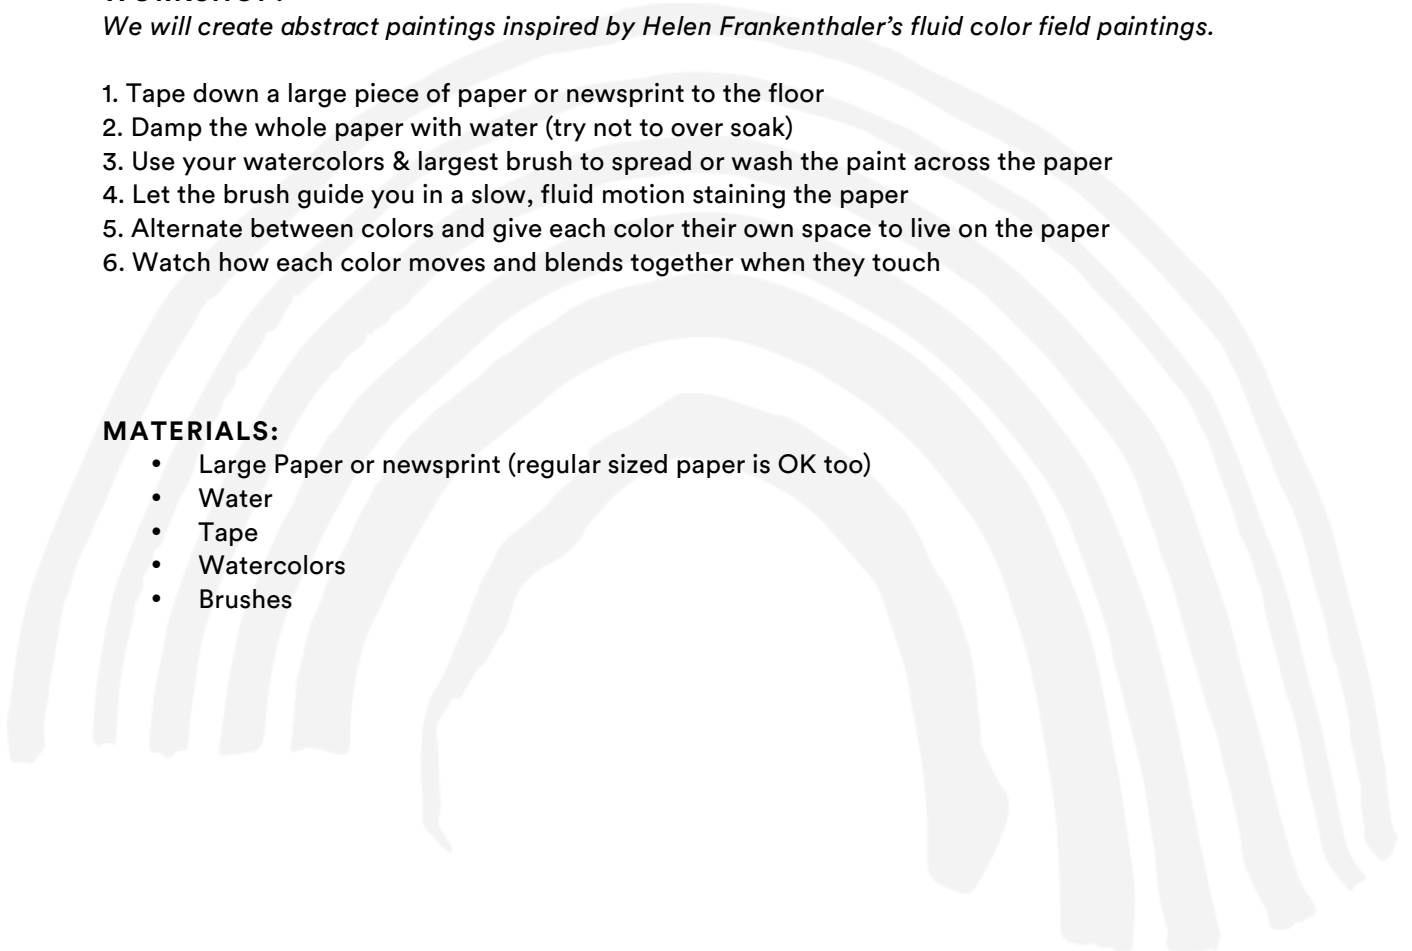 We will create abstract paintings inspired by Helen Frankenthaler’s fluid color field paintings.
1. Tape down a large piece of paper or newsprint to the floor
2. Damp the whole paper with water (try not to over soak)
3. Use your watercolors & largest brush to spread or wash the paint across the paper
4. Let the brush guide you in a slow, fluid motion staining the paper
5. Alternate between colors and give each color their own space to live on the paper
6. Watch how each color moves and blends together when they touch
MATERIALS:
• Large Paper or newsprint (regular sized paper is OK too)
• Water
• Tape
• Watercolors
• Brushes